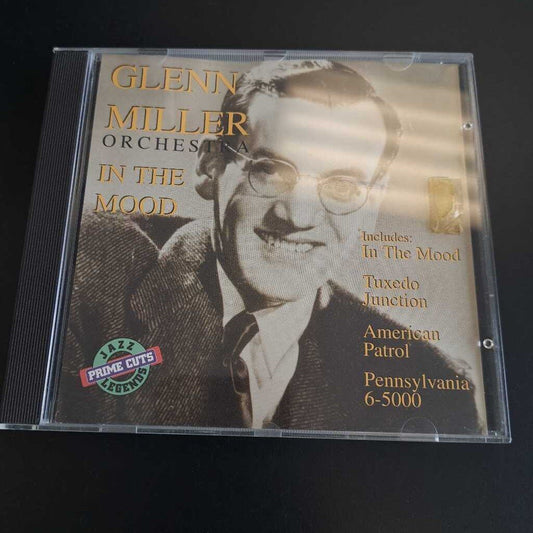 GLENN
MILLER
ORCHESTRA
IN THE
MOOD
Includes:
In The Mood
Tuxedo
Junction
American
Patrol
Pennsylvania
6-5000
JAZZ
PRIME CUTS
LEGENDS